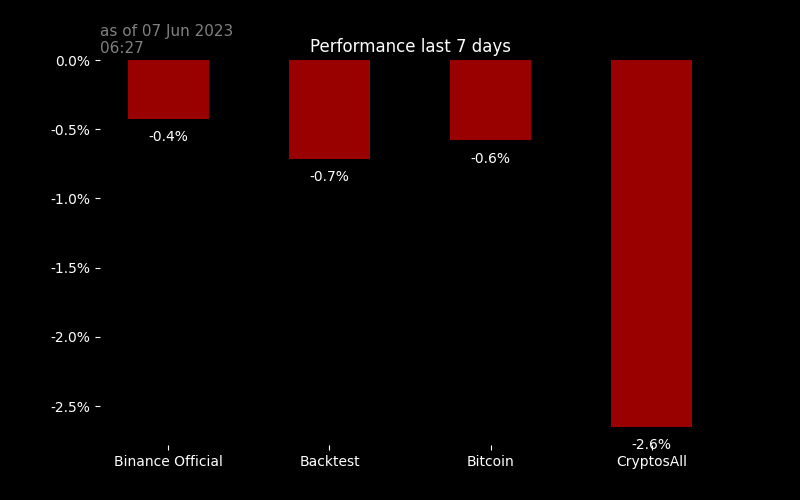 as of 07 Jun 2023
06:27
Performance last 7 days
0.0%
-0.5%
-1.0%
-1.5%
-2.0%
-2.5%
-0.4%
-0.7%
-0.6%
-2.6%
Binance Official
Backtest
Bitcoin
CryptosAll